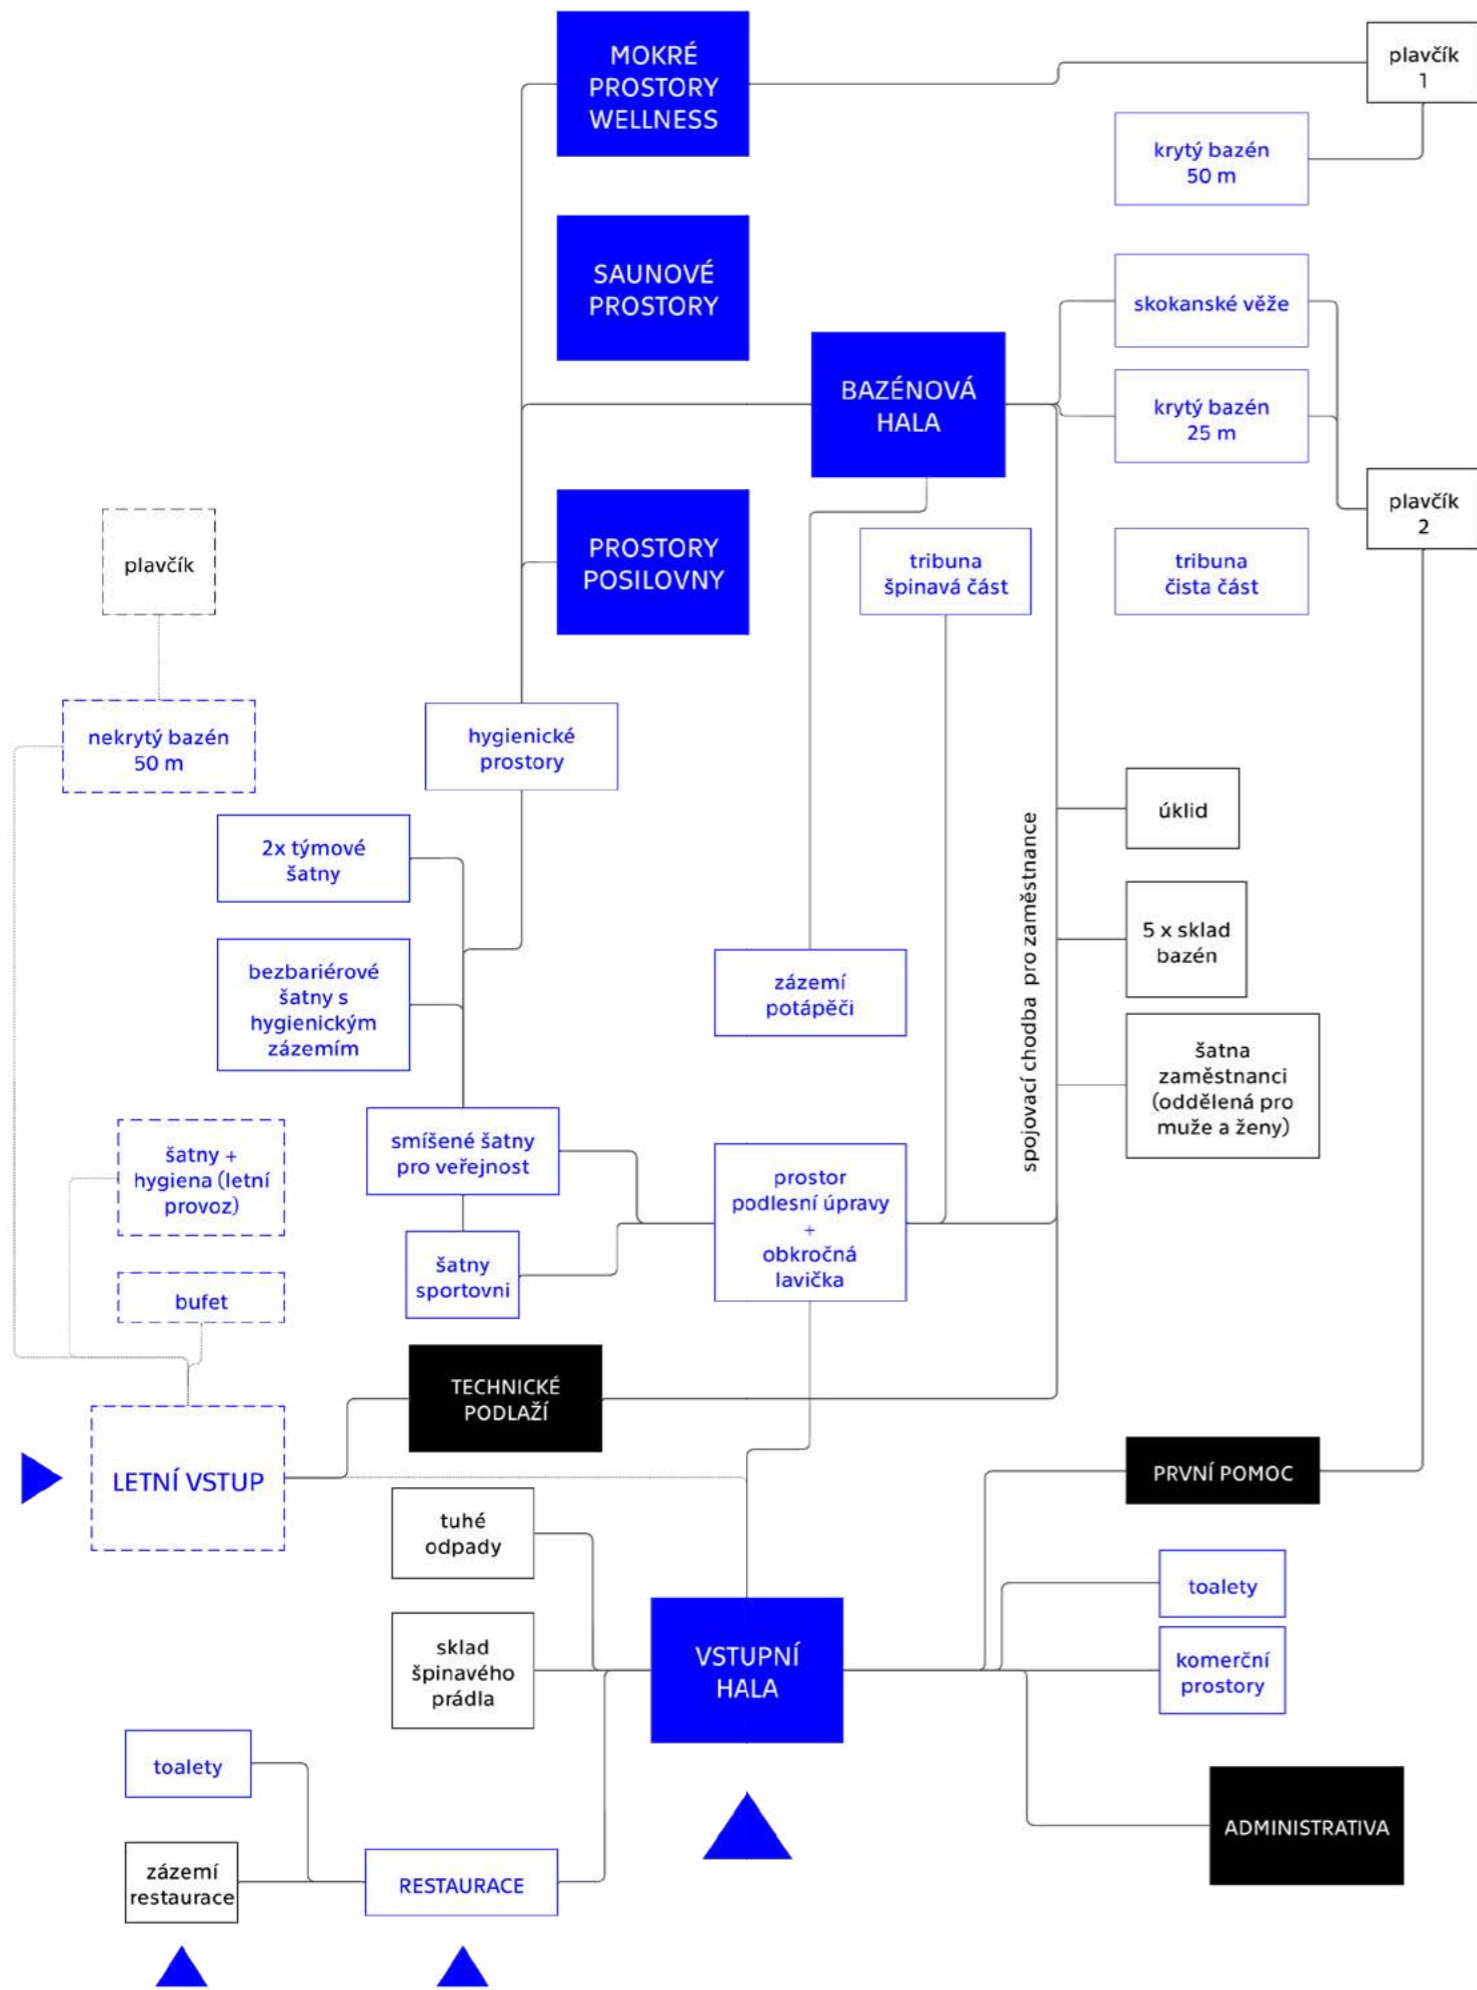 MOKRÉ
PROSTORY
WELLNESS
plavčík
1
krytý bazén
50 m
SAUNOVÉ
PROSTORY
skokanské věže
BAZÉNOVÁ
HALA
krytý bazén
25 m
plavčík
2
PROSTORY
POSILOVNY
tribuna
špinavá část
tribuna
čista část
plavčík
nekrytý bazén
50 m
hygienické
prostory
2x týmové
šatny
úklid
spojovací chodba pro zaměstnance
5 x sklad
bazén
bezbariérové
šatny s
hygienickým
zázemím
zázemí
potápěči
šatna
zaměstnanci
(oddělená pro
muže a ženy)
šatny +
hygiena (letní
provoz)
smíšené šatny
pro veřejnost
prostor
podlesní úpravy
+
obkročná
lavička
šatny
sportovni
bufet
TECHNICKÉ
PODLAŽÍ
LETNÍ VSTUP
PRVNÍ POMOC
tuhé
odpady
toalety
sklad
špinavého
prádla
VSTUPNÍ
HALA
komerční
prostory
toalety
ADMINISTRATIVA
zázemí
restaurace
RESTAURACE